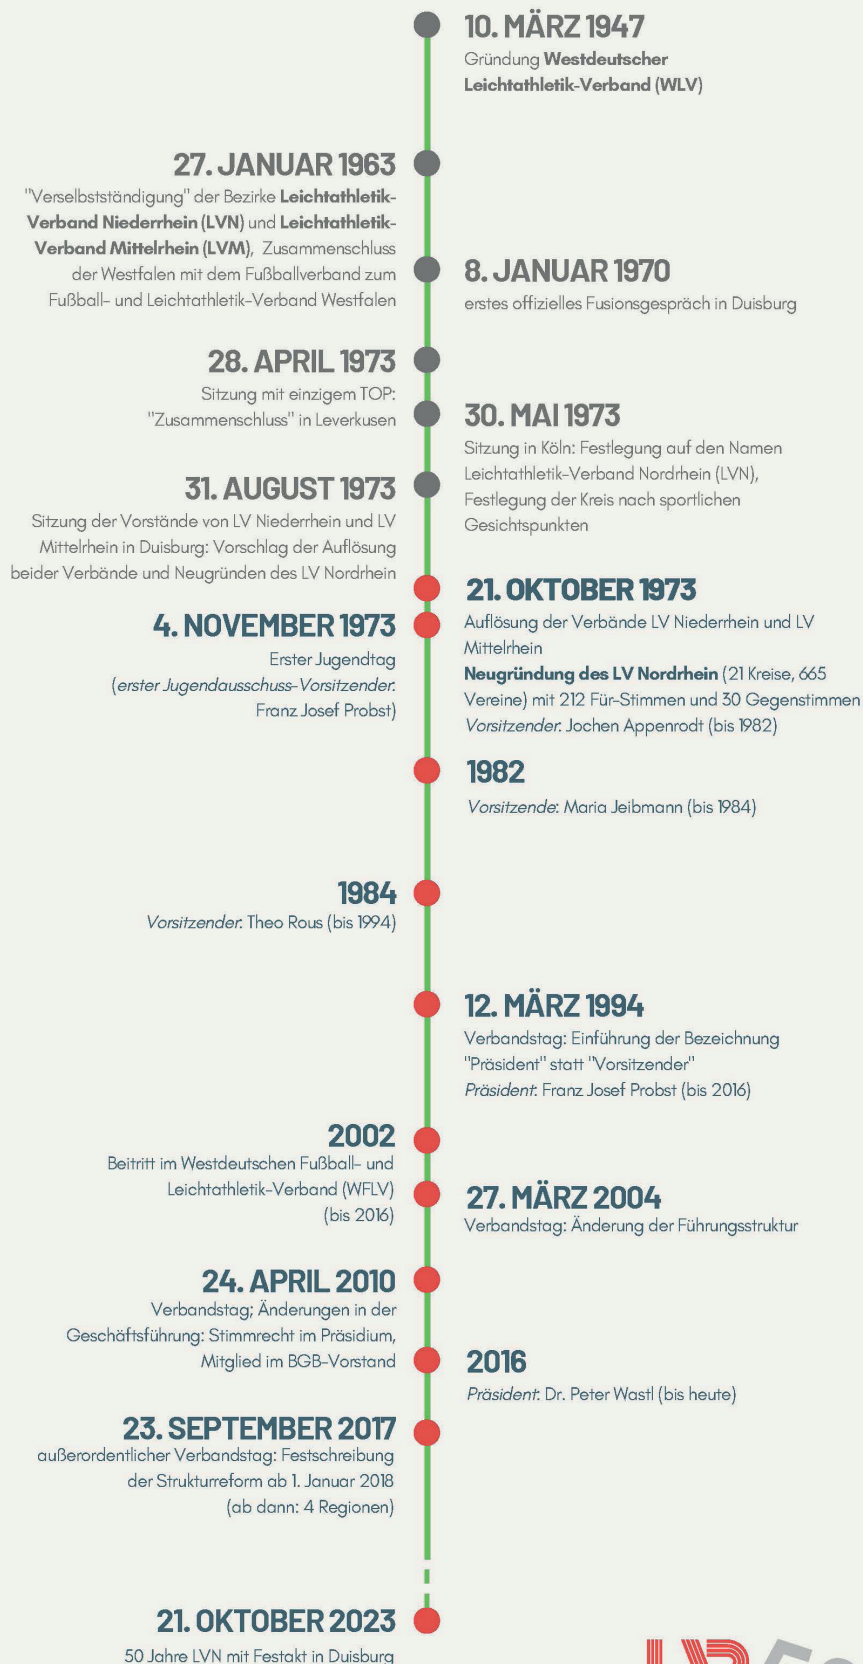 10. MÄRZ 1947
Gründung Westdeutscher
Leichtathletik-Verband (WLV)
27. JANUAR 1963
"Verselbstständigung" der Bezirke Leichtathletik-
Verband Niederrhein (LVN) und Leichtathletik-
Verband Mittelrhein (LVM), Zusammenschluss
der Westfalen mit dem Fußballverband zum
Fußball- und Leichtathletik-Verband Westfalen
8. JANUAR 1970
erstes offizielles Fusionsgespräch in Duisburg
28. APRIL 1973
Sitzung mit einzigem TOP:
"Zusammenschluss" in Leverkusen
30. MAI 1973
Sitzung in Köln: Festlegung auf den Namen
Leichtathletik-Verband Nordrhein (LVN),
Festlegung der Kreis nach sportlichen
Gesichtspunkten
31. AUGUST 1973
Sitzung der Vorstände von LV Niederrhein und LV
Mittelrhein in Duisburg: Vorschlag der Auflösung
beider Verbände und Neugründen des LV Nordrhein
21. OKTOBER 1973
Auflösung der Verbände LV Niederrhein und LV
Mittelrhein
Neugründung des LV Nordrhein (21 Kreise, 665
Vereine) mit 212 Für-Stimmen und 30 Gegenstimmen
Vorsitzender: Jochen Appenrodt (bis 1982)
4. NOVEMBER 1973
Erster Jugendtag
(erster Jugendausschuss-Vorsitzender:
Franz Josef Probst)
1982
Vorsitzende: Maria Jeibmann (bis 1984)
1984
Vorsitzender: Theo Rous (bis 1994)
12. MÄRZ 1994
Verbandstag: Einführung der Bezeichnung
"Präsident" statt "Vorsitzender"
Präsident: Franz Josef Probst (bis 2016)
2002
Beitritt im Westdeutschen Fußball- und
Leichtathletik-Verband (WFLV)
(bis 2016)
27. MÄRZ 2004
Verbandstag: Änderung der Führungsstruktur
24. APRIL 2010
Verbandstag; Änderungen in der
Geschäftsführung: Stimmrecht im Präsidium,
Mitglied im BGB-Vorstand
2016
Präsident: Dr. Peter Wastl (bis heute)
23. SEPTEMBER 2017
außerordentlicher Verbandstag: Festschreibung
der Strukturreform ab 1. Januar 2018
(ab dann: 4 Regionen)
21. OKTOBER 2023
50 Jahre LVN mit Festakt in Duisburg